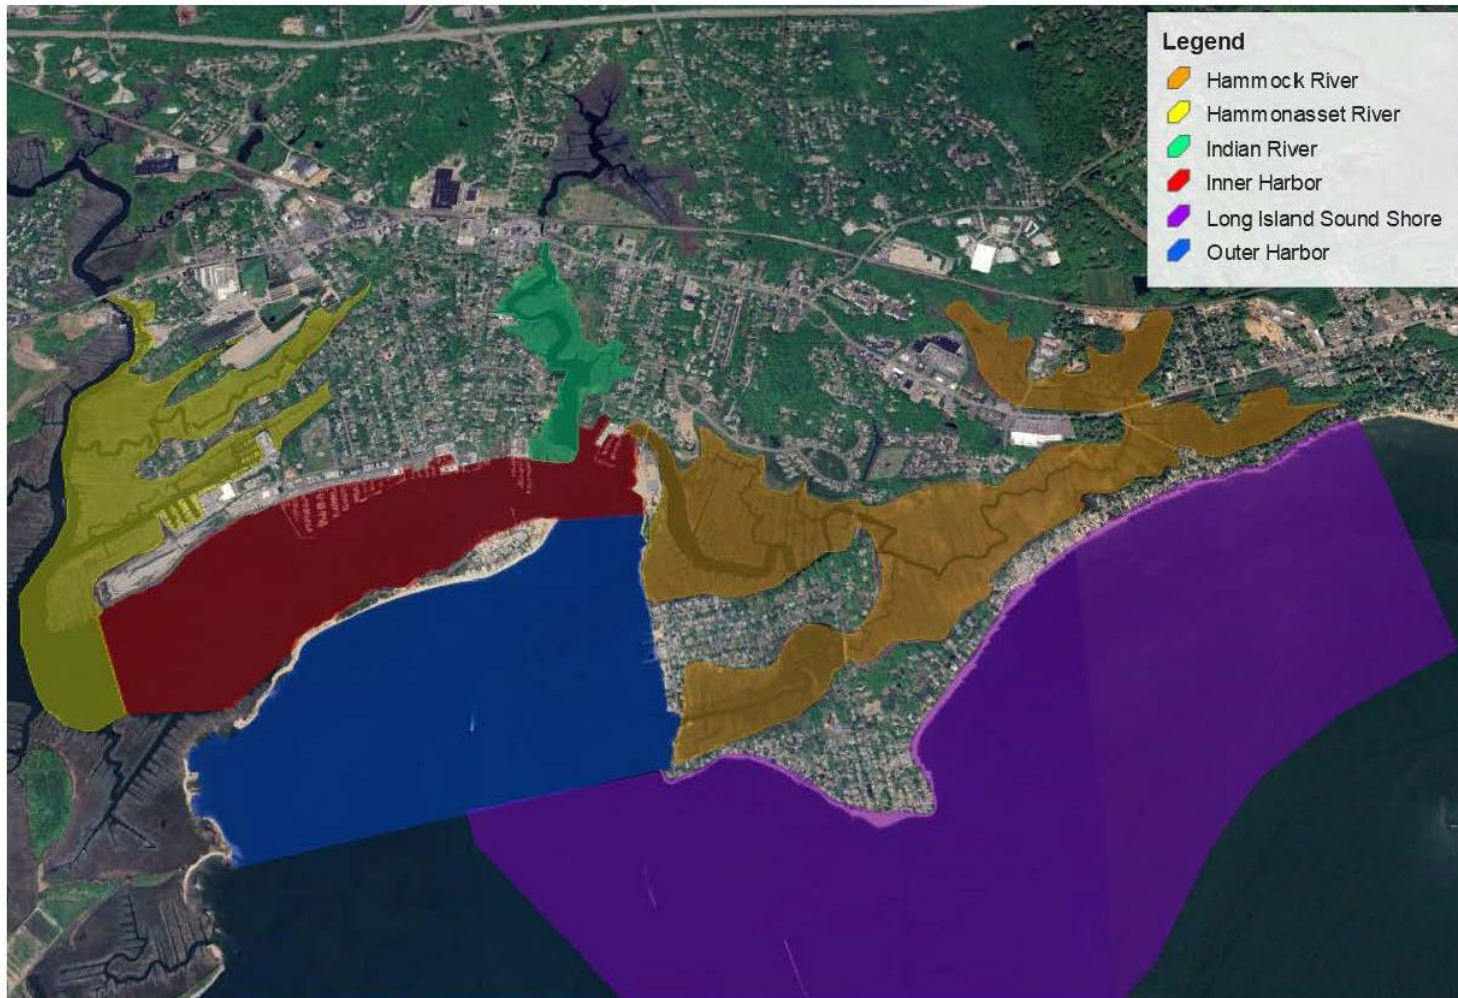 Legend
Hammock River
Hammonasset River
Indian River
Inner Harbor
Long Island Sound Shore
Outer Harbor